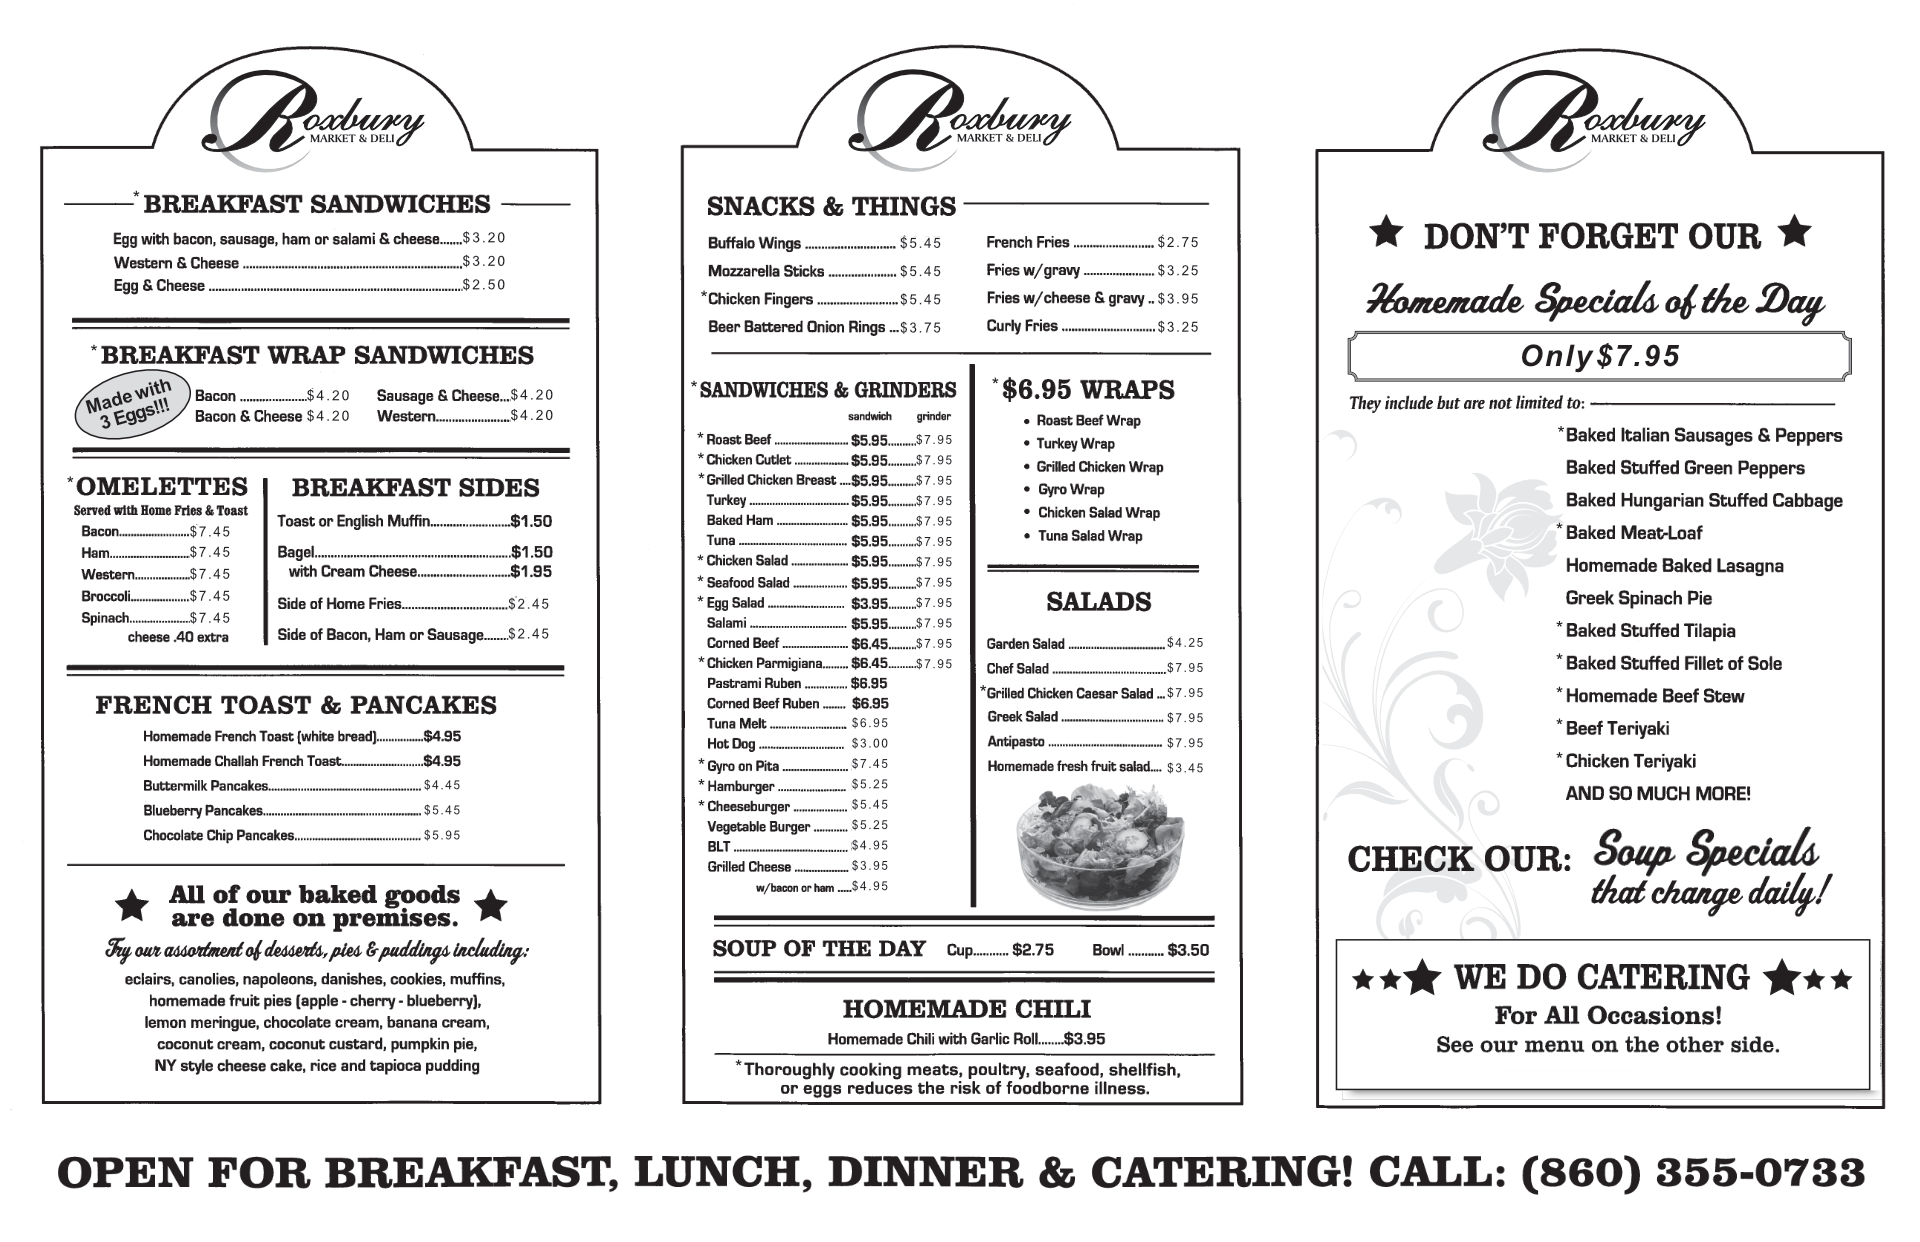 Roxbury
MARKET & DELI
*BREAKFAST SANDWICHES
Egg with bacon, sausage, ham or salami & cheese.......$3.20
Western & Cheese ........$3.20
Egg & Cheese ........$2.50
*BREAKFAST WRAP SANDWICHES
Made with
3 Eggs!!!
Bacon ........$4.20 Sausage & Cheese...$4.20
Bacon & Cheese $4.20 Western........$4.20
*OMELETTES
Served with Home Fries & Toast
Bacon........$7.45
Ham........$7.45
Western........$7.45
Broccoli........$7.45
Spinach........$7.45
cheese .40 extra
BREAKFAST SIDES
Toast or English Muffin........$1.50
Bagel........$1.50
with Cream Cheese........$1.95
Side of Home Fries........$2.45
Side of Bacon, Ham or Sausage.......$2.45
FRENCH TOAST & PANCAKES
Homemade French Toast (white bread)........$4.95
Homemade Challah French Toast........$4.95
Buttermilk Pancakes........$4.45
Blueberry Pancakes........$5.45
Chocolate Chip Pancakes........$5.95
All of our baked goods
are done on premises.
Try our assortment of desserts, pies & puddings including:
eclairs, canolies, napoleons, danishes, cookies, muffins,
homemade fruit pies (apple - cherry - blueberry),
lemon meringue, chocolate cream, banana cream,
coconut cream, coconut custard, pumpkin pie,
NY style cheese cake, rice and tapioca pudding
Roxbury
MARKET & DELI
SNACKS & THINGS
Buffalo Wings ........ $5.45 French Fries ........ $2.75
Mozzarella Sticks ........ $5.45 Fries w/gravy ........ $3.25
*Chicken Fingers ........$5.45 Fries w/cheese & gravy .. $3.95
Beer Battered Onion Rings ...$3.75 Curly Fries ........$3.25
*SANDWICHES & GRINDERS
sandwich grinder
*Roast Beef ........ $5.95.........$7.95
*Chicken Cutlet ........ $5.95.........$7.95
*Grilled Chicken Breast ....$5.95.........$7.95
Turkey ........ $5.95.........$7.95
Baked Ham ........ $5.95.........$7.95
Tuna ........ $5.95.........$7.95
*Chicken Salad ........ $5.95.........$7.95
*Seafood Salad ........ $5.95.........$7.95
*Egg Salad ........ $3.95.........$7.95
Salami ........ $5.95.........$7.95
Corned Beef ........ $6.45.........$7.95
*Chicken Parmigiana........ $6.45.........$7.95
Pastrami Ruben ........ $6.95
Corned Beef Ruben ....... $6.95
Tuna Melt ........ $6.95
Hot Dog ........ $3.00
*Gyro on Pita ........ $7.45
*Hamburger ........ $5.25
*Cheeseburger ........ $5.45
Vegetable Burger ........ $5.25
BLT ........ $4.95
Grilled Cheese ........ $3.95
w/bacon or ham .....$4.95
*$6.95 WRAPS
• Roast Beef Wrap
• Turkey Wrap
• Grilled Chicken Wrap
• Gyro Wrap
• Chicken Salad Wrap
• Tuna Salad Wrap
SALADS
Garden Salad ........ $4.25
Chef Salad ........ $7.95
*Grilled Chicken Caesar Salad ... $7.95
Greek Salad ........ $7.95
Antipasto ........ $7.95
Homemade fresh fruit salad.... $3.45
SOUP OF THE DAY Cup........... $2.75 Bowl ........... $3.50
HOMEMADE CHILI
Homemade Chili with Garlic Roll........$3.95
*Thoroughly cooking meats, poultry, seafood, shellfish,
or eggs reduces the risk of foodborne illness.
Roxbury
MARKET & DELI
DON'T FORGET OUR
Homemade Specials of the Day
Only $7.95
They include but are not limited to:
*Baked Italian Sausages & Peppers
Baked Stuffed Green Peppers
Baked Hungarian Stuffed Cabbage
*Baked Meat-Loaf
Homemade Baked Lasagna
Greek Spinach Pie
*Baked Stuffed Tilapia
*Baked Stuffed Fillet of Sole
*Homemade Beef Stew
*Beef Teriyaki
*Chicken Teriyaki
AND SO MUCH MORE!
CHECK OUR: Soup Specials
that change daily!
WE DO CATERING
For All Occasions!
See our menu on the other side.
OPEN FOR BREAKFAST, LUNCH, DINNER & CATERING! CALL: (860) 355-0733